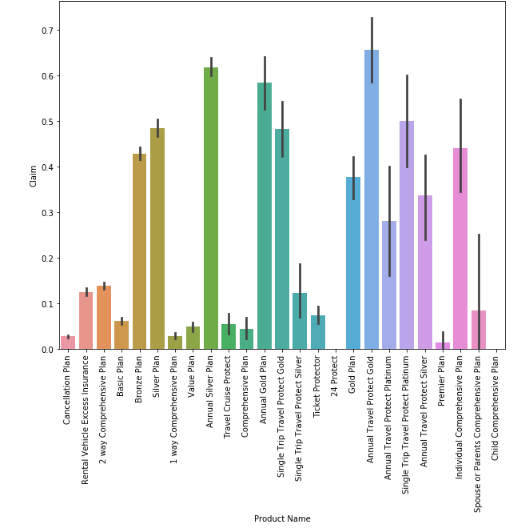 0.7
0.6
0.5
0.4
0.3
0.2
0.1
0.0
Claim
Cancellation Plan
Rental Vehicle Excess Insurance
2 way Comprehensive Plan
Basic Plan
Bronze Plan
Silver Plan
1 way Comprehensive Plan
Value Plan
Annual Silver Plan
Travel Cruise Protect
Comprehensive Plan
Annual Gold Plan
Single Trip Travel Protect Gold
Single Trip Travel Protect Silver
Ticket Protector
24 Protect
Gold Plan
Annual Travel Protect Gold
Annual Travel Protect Platinum
Single Trip Travel Protect Platinum
Annual Travel Protect Silver
Premier Plan
Individual Comprehensive Plan
Spouse or Parents Comprehensive Plan
Child Comprehensive Plan
Product Name